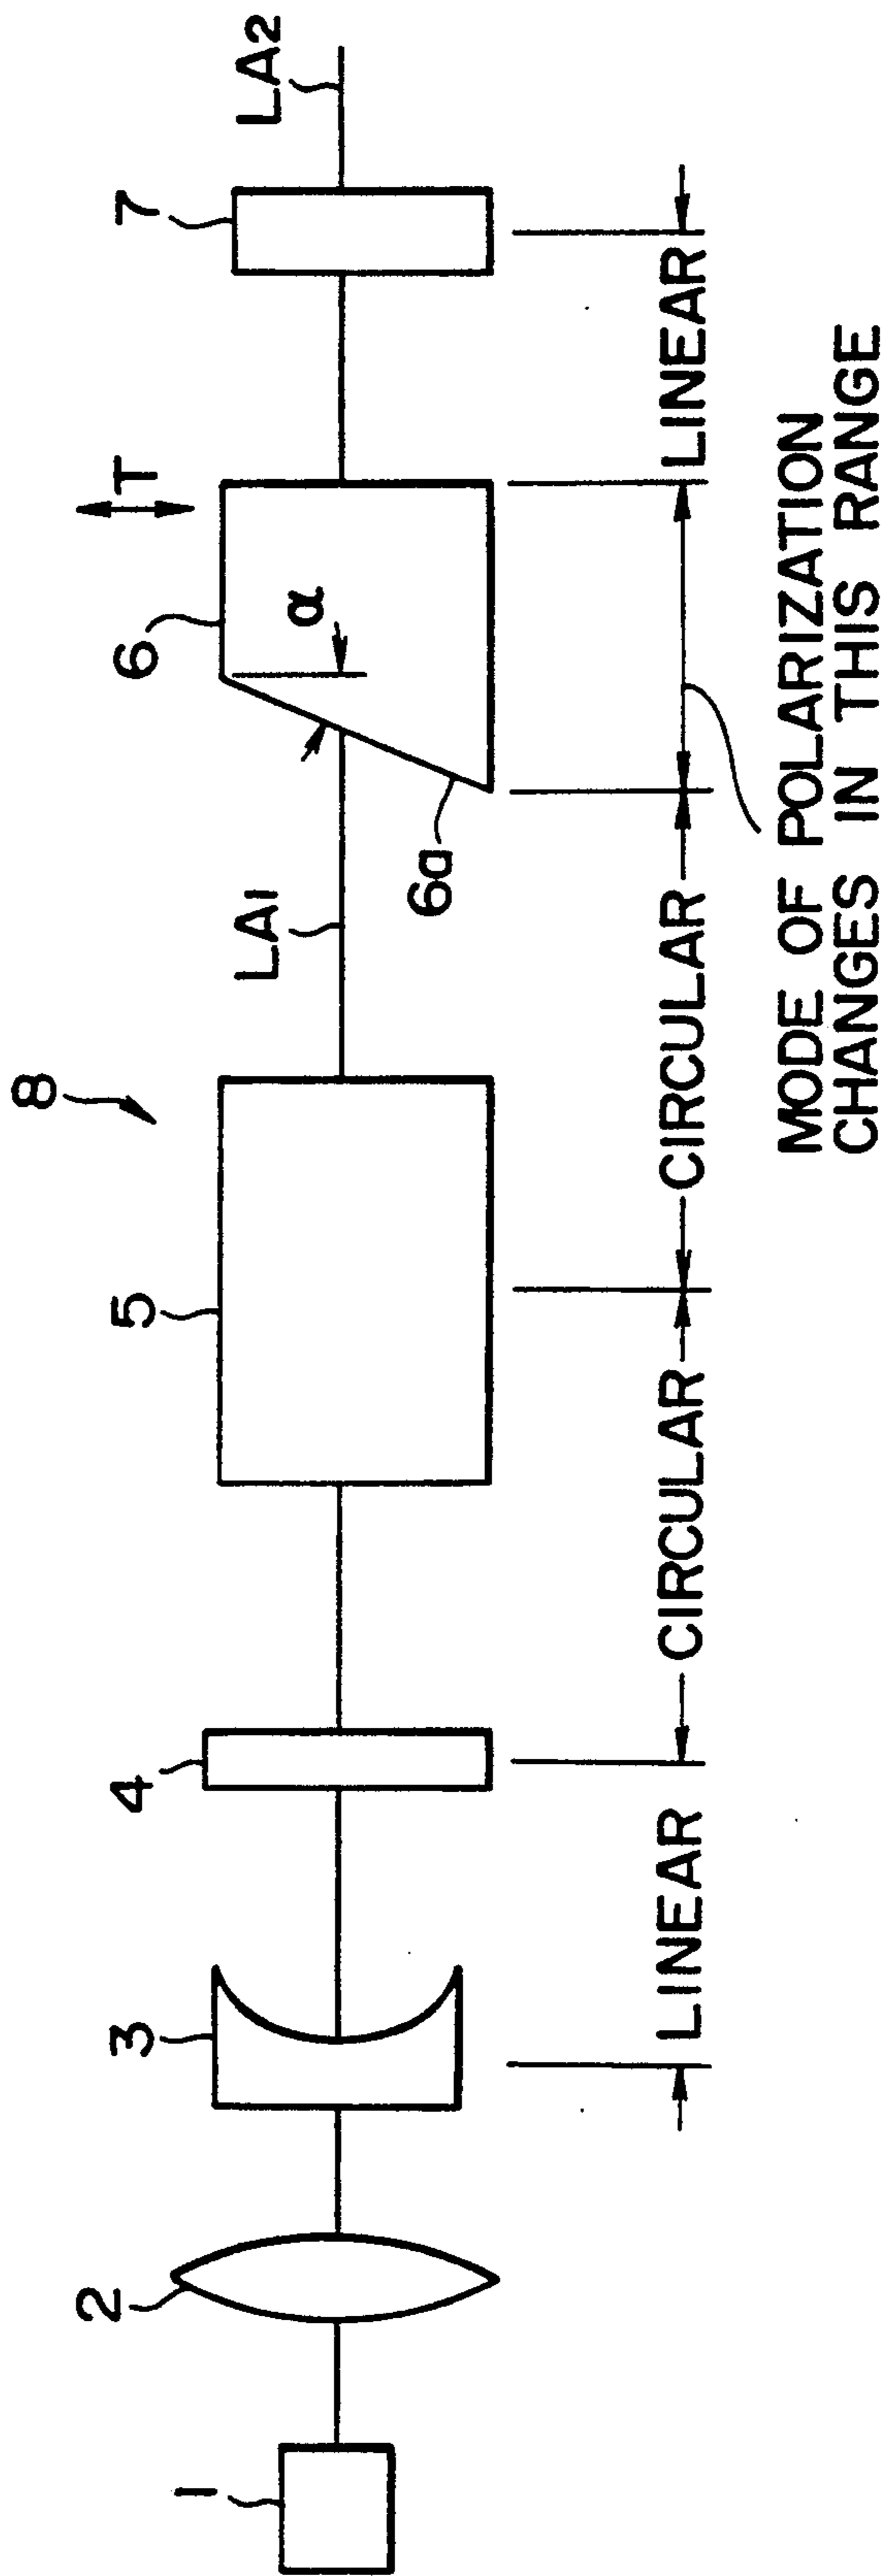 8
1
2
3
4
5
6
7
LA1
6a
α
T
LA2
LINEAR
CIRCULAR
CIRCULAR
LINEAR
MODE OF POLARIZATION
CHANGES IN THIS RANGE